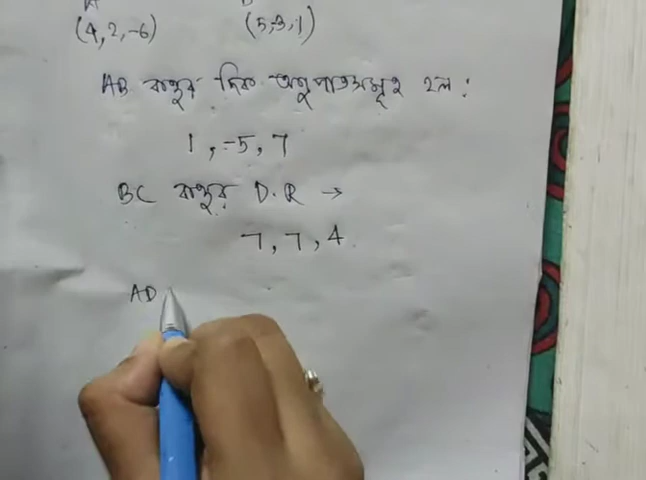 A
(4,2,-6) (5,3,1)
AB বাহুর দিক অনুপাতসমূহ হল :
1, -5, 7
BC বাহুর D.R →
7, 7, 4.
AD